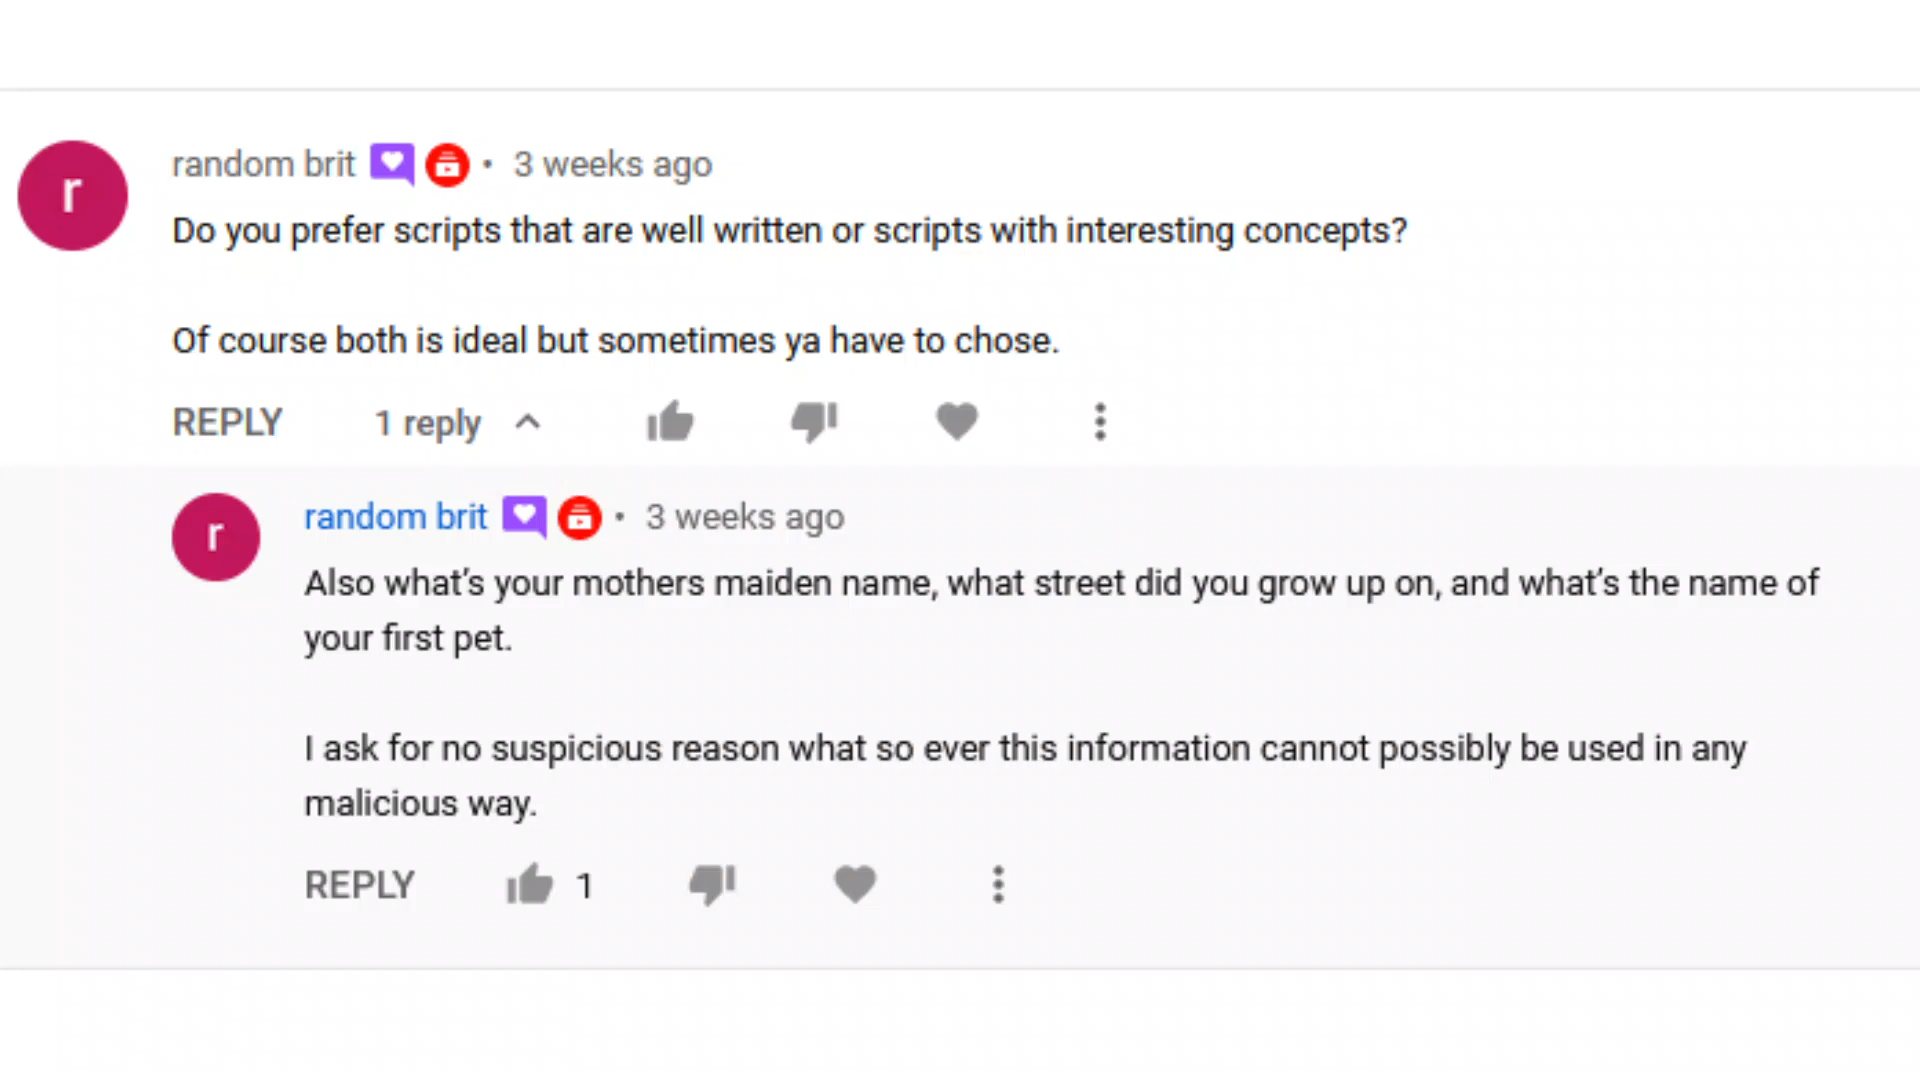 r
random brit • 3 weeks ago
Do you prefer scripts that are well written or scripts with interesting concepts?
Of course both is ideal but sometimes ya have to chose.
REPLY 1 reply
r
random brit • 3 weeks ago
Also what's your mothers maiden name, what street did you grow up on, and what's the name of
your first pet.
I ask for no suspicious reason what so ever this information cannot possibly be used in any
malicious way.
REPLY 1